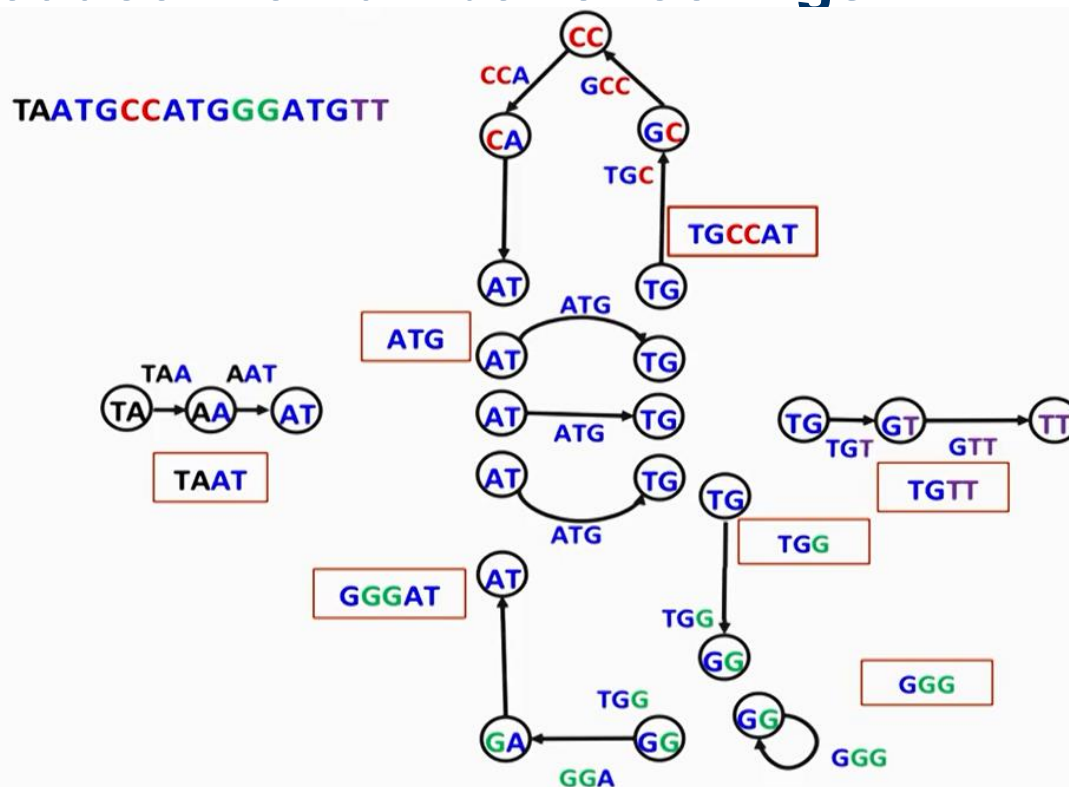 TAATGCCATGGGATGTT
CC
CCA
GCC
CA
GC
TGC
TGCCAT
AT
TG
ATG
ATG
AT
TG
TAA AAT
TA AA AT
AT
TG
ATG
TG GT TT
TGT
GTT
TAAT
AT
TG
ATG
TGTT
TG
TGG
AT
GGGAT
TGG
GG
GGG
TGG
GG
GA
GG
GGA
GGG